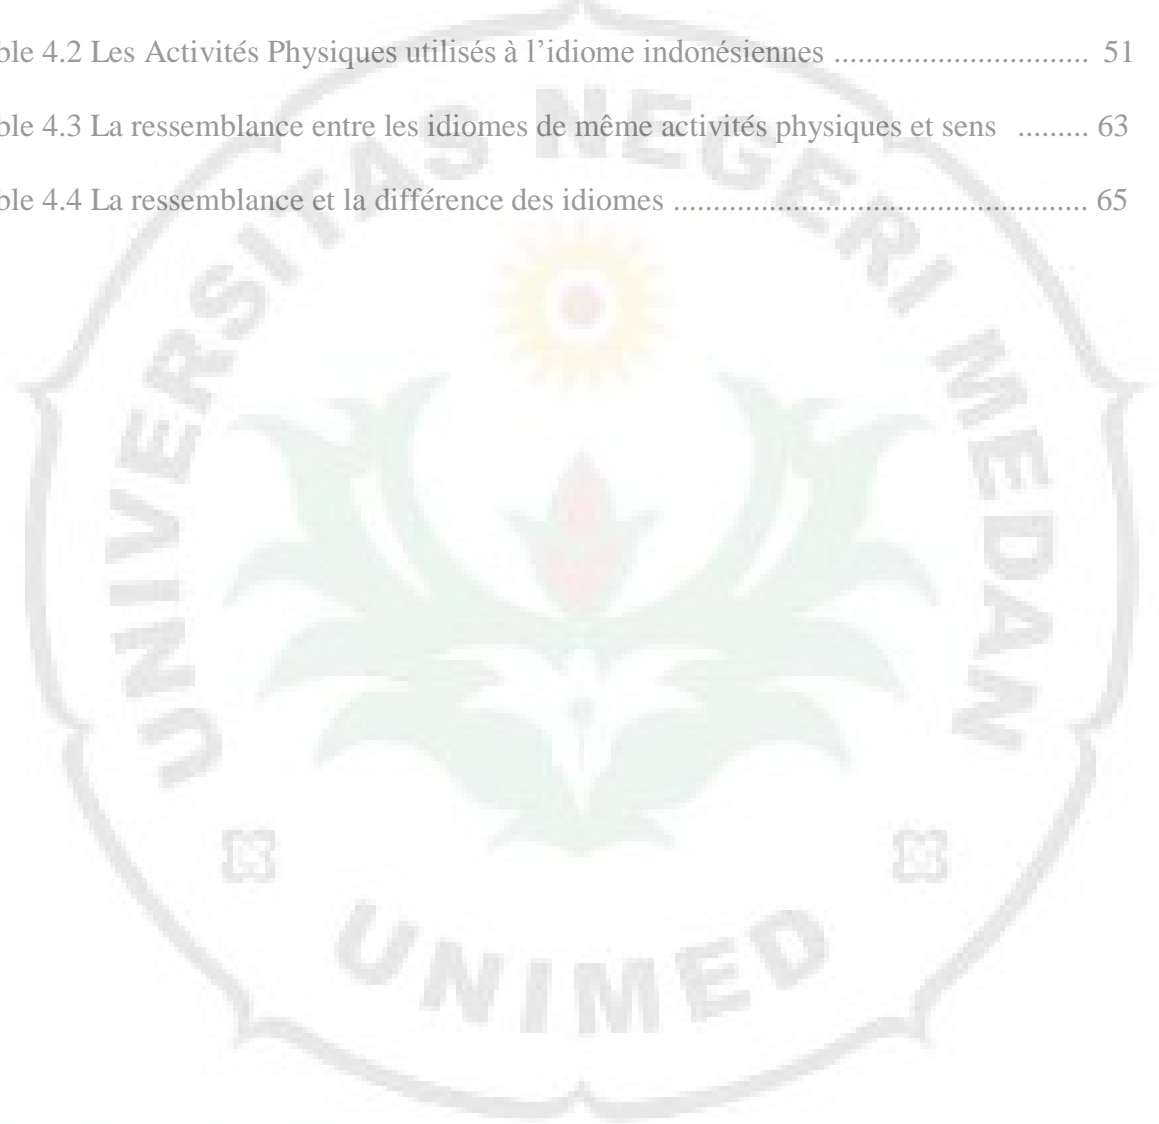 ble 4.2 Les Activités Physiques utilisés à l’idiome indonésiennes ................................ 51
ble 4.3 La ressemblance entre les idiomes de même activités physiques et sens ......... 63
ble 4.4 La ressemblance et la différence des idiomes .................................................... 65
UNIVERSITAS NEGERI MEDAN
UNIMED